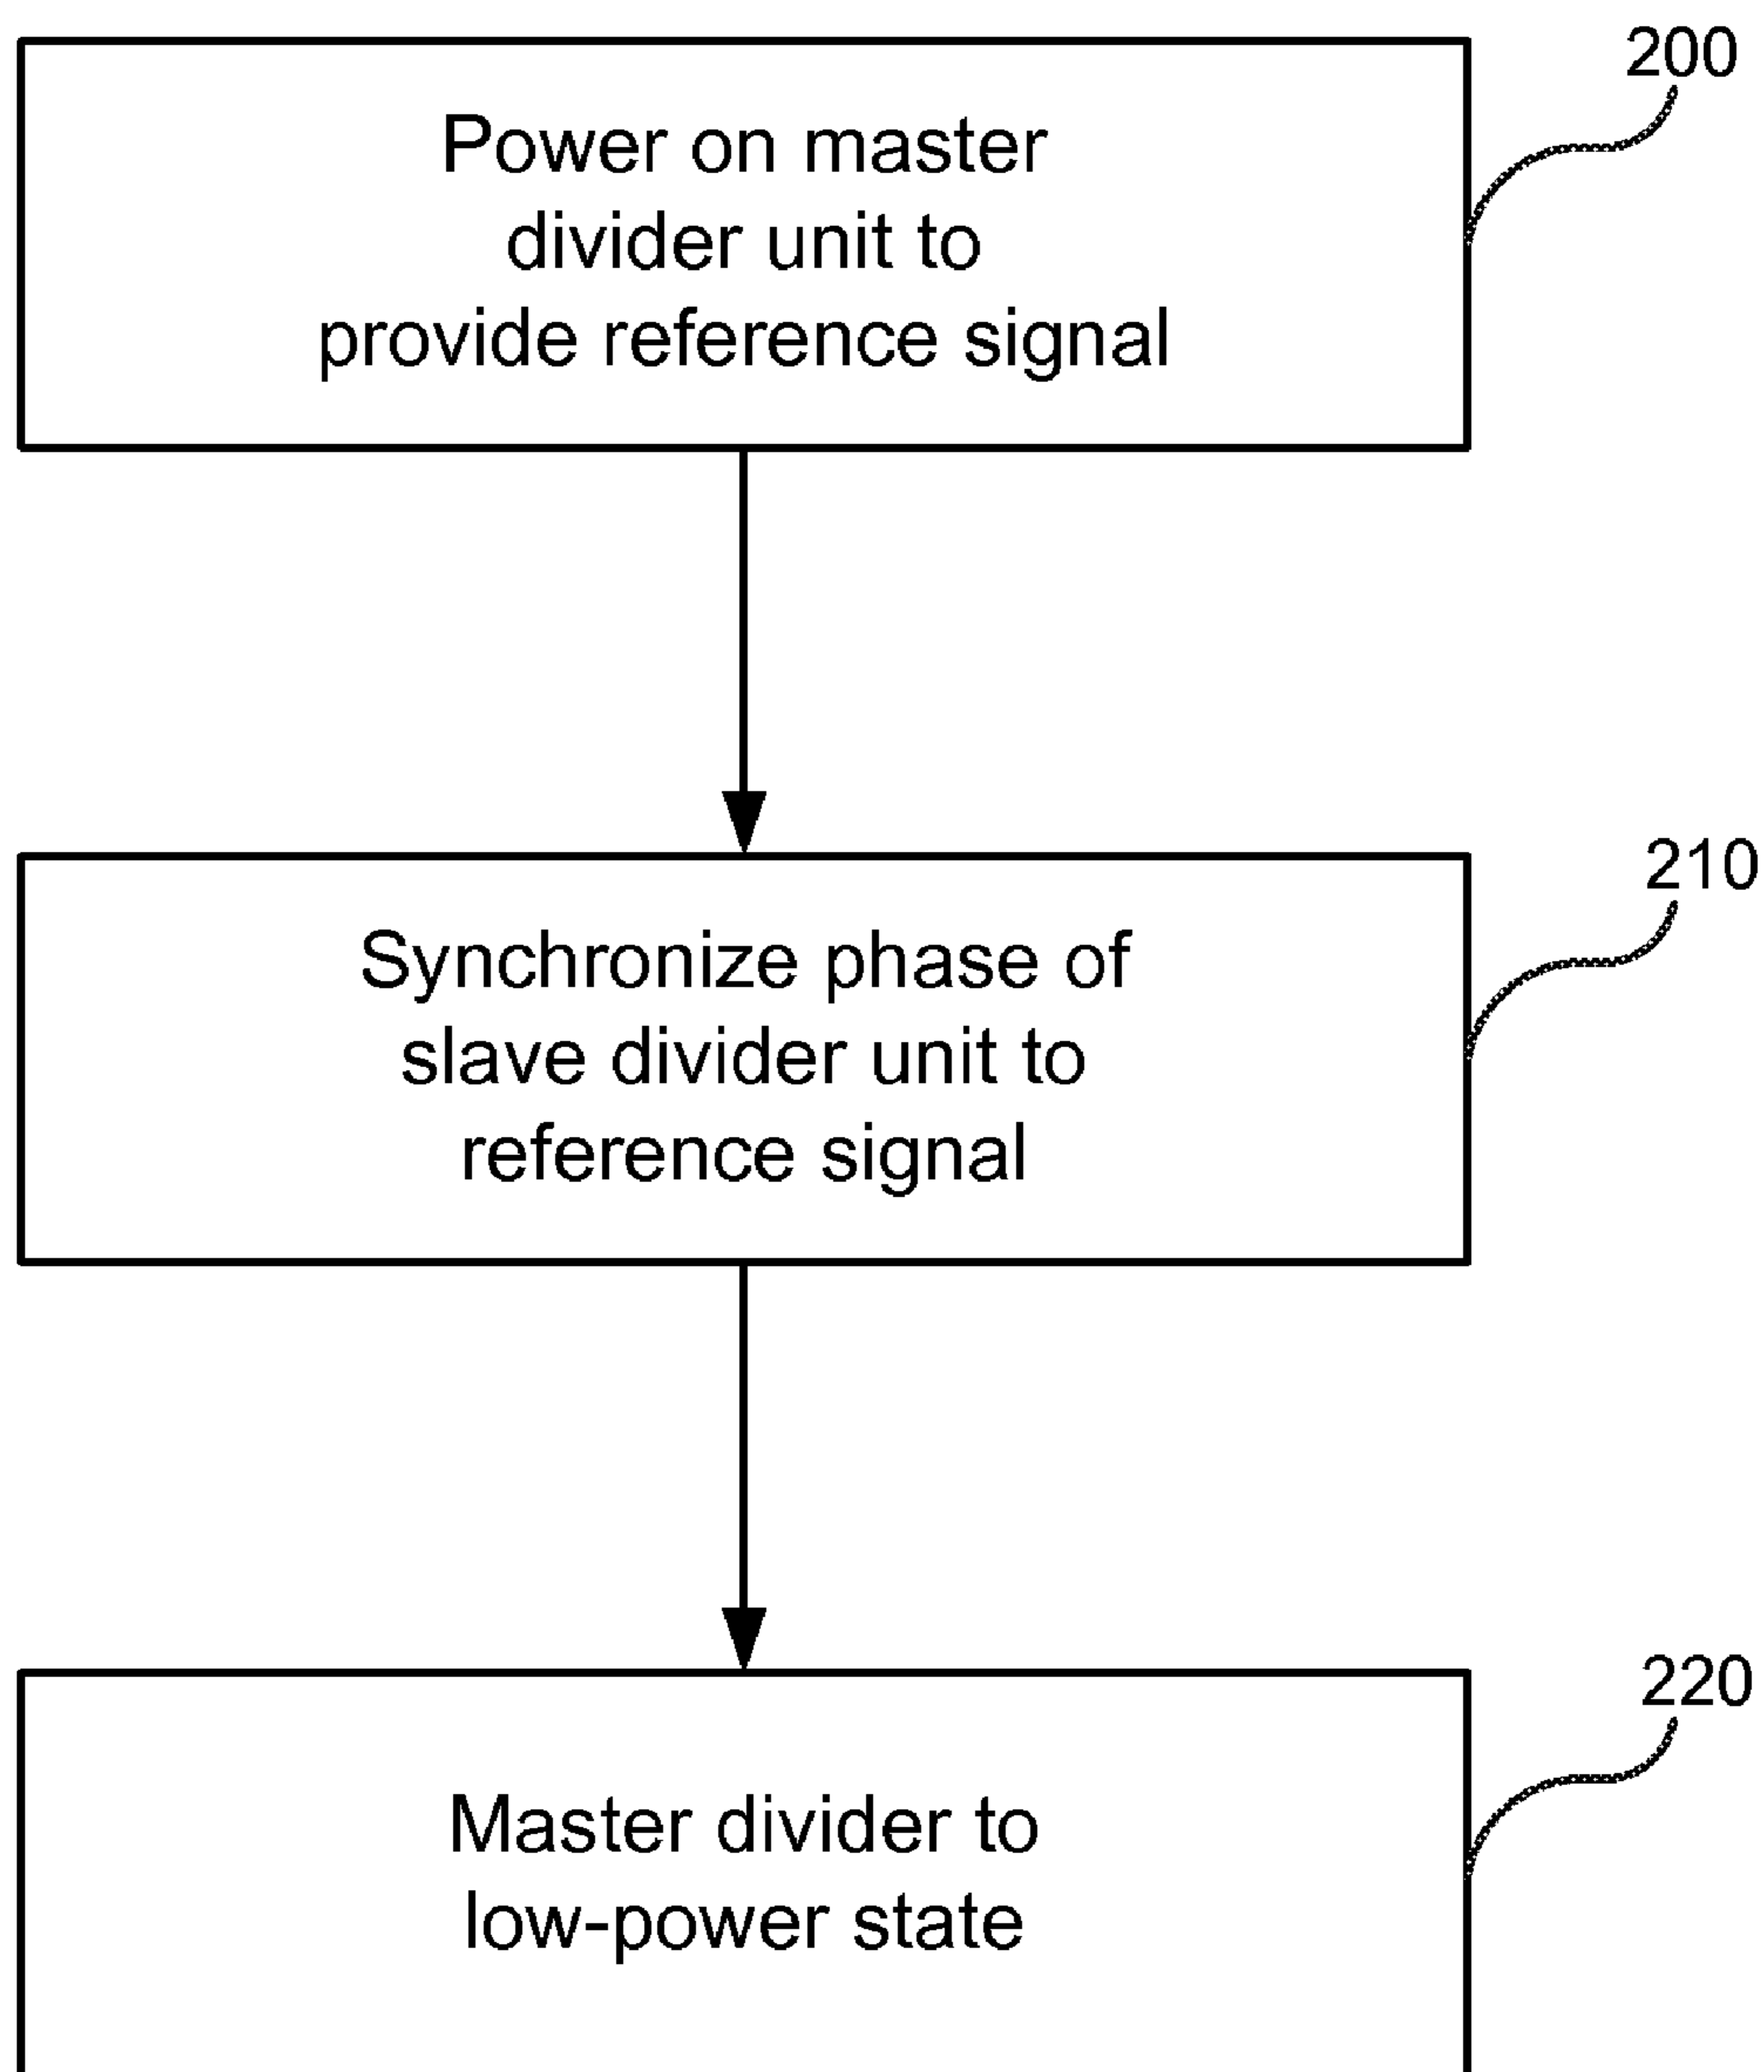 200
Power on master
divider unit to
provide reference signal
210
Synchronize phase of
slave divider unit to
reference signal
220
Master divider to
low-power state